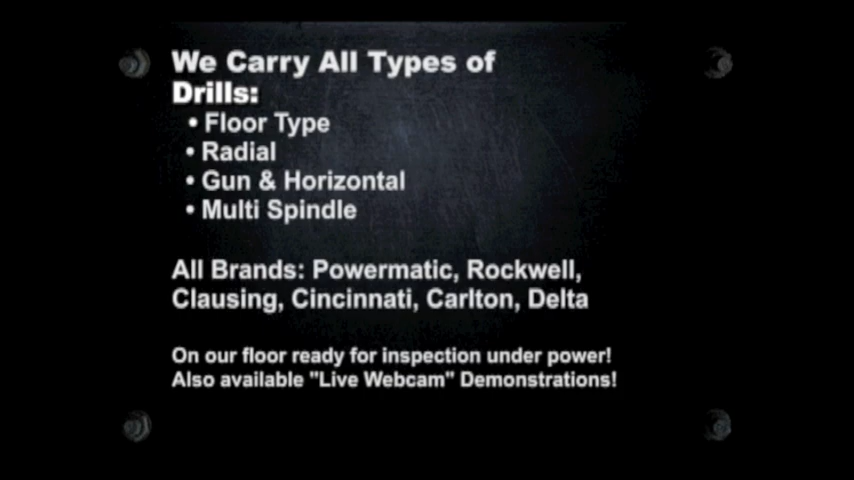 We Carry All Types of
Drills:
• Floor Type
• Radial
• Gun & Horizontal
• Multi Spindle
All Brands: Powermatic, Rockwell,
Clausing, Cincinnati, Carlton, Delta
On our floor ready for inspection under power!
Also available "Live Webcam" Demonstrations!